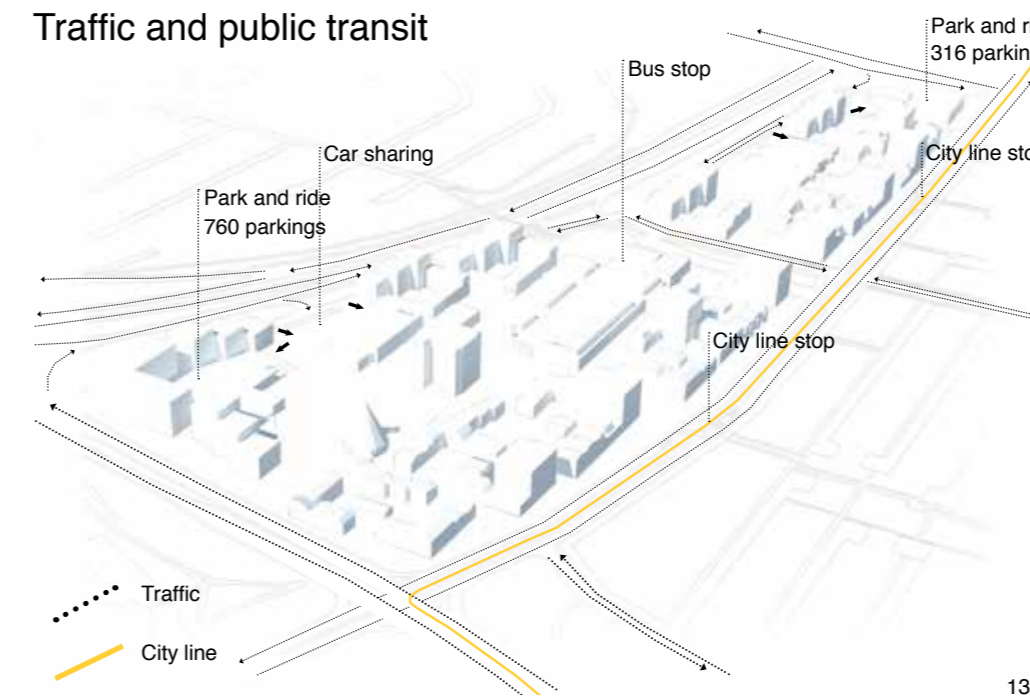 Traffic and public transit
Park and ri
316 parkin
Bus stop
Car sharing
City line sto
Park and ride
760 parkings
City line stop
Traffic
City line
13